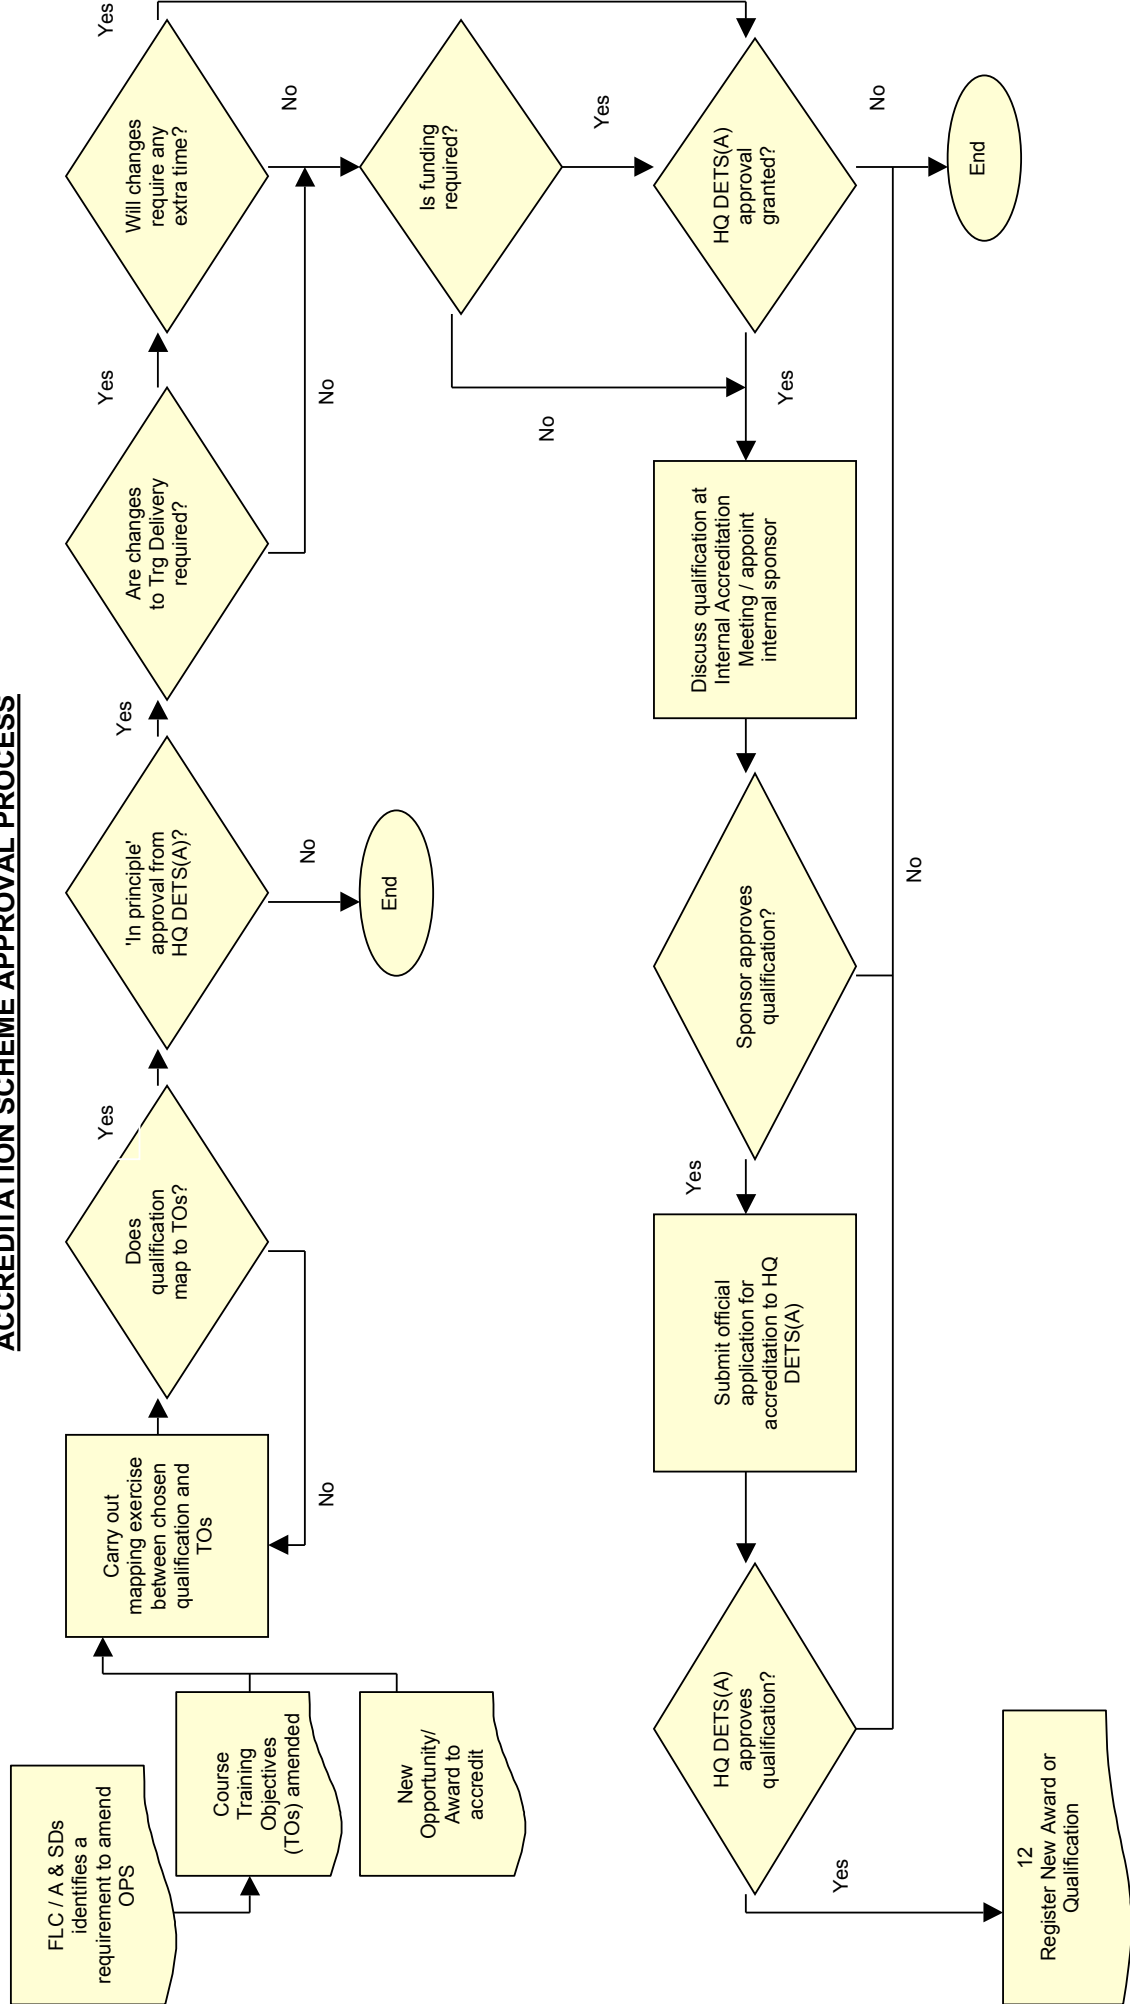 ACCREDITATION SCHEME APPROVAL PROCESS
FLC / A & SDs
identifies a
requirement to amend
OPS
Course
Training
Objectives
(TOs) amended
New
Opportunity/
Award to
accredit
Carry out
mapping exercise
between chosen
qualification and
TOs
No
Does
qualification
map to TOs?
Yes
'In principle'
approval from
HQ DETS(A)?
No
End
Yes
Are changes
to Trg Delivery
required?
No
Yes
Will changes
require any
extra time?
Yes
No
Is funding
required?
No
Yes
HQ DETS(A)
approval
granted?
No
End
Yes
Discuss qualification at
Internal Accreditation
Meeting / appoint
internal sponsor
Sponsor approves
qualification?
No
Yes
Submit official
application for
accreditation to HQ
DETS(A)
HQ DETS(A)
approves
qualification?
Yes
12
Register New Award or
Qualification